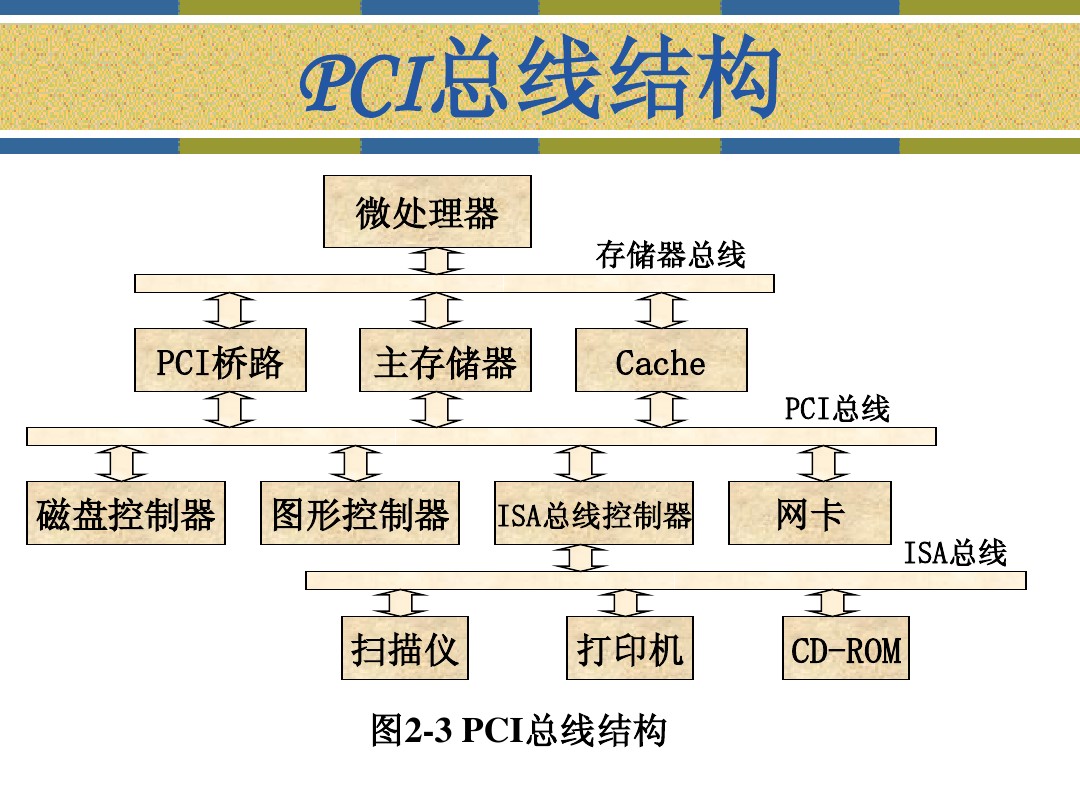 PCI总线结构
微处理器
存储器总线
PCI桥路
主存储器
Cache
PCI总线
磁盘控制器
图形控制器
ISA总线控制器
网卡
ISA总线
扫描仪
打印机
CD-ROM
图2-3 PCI总线结构